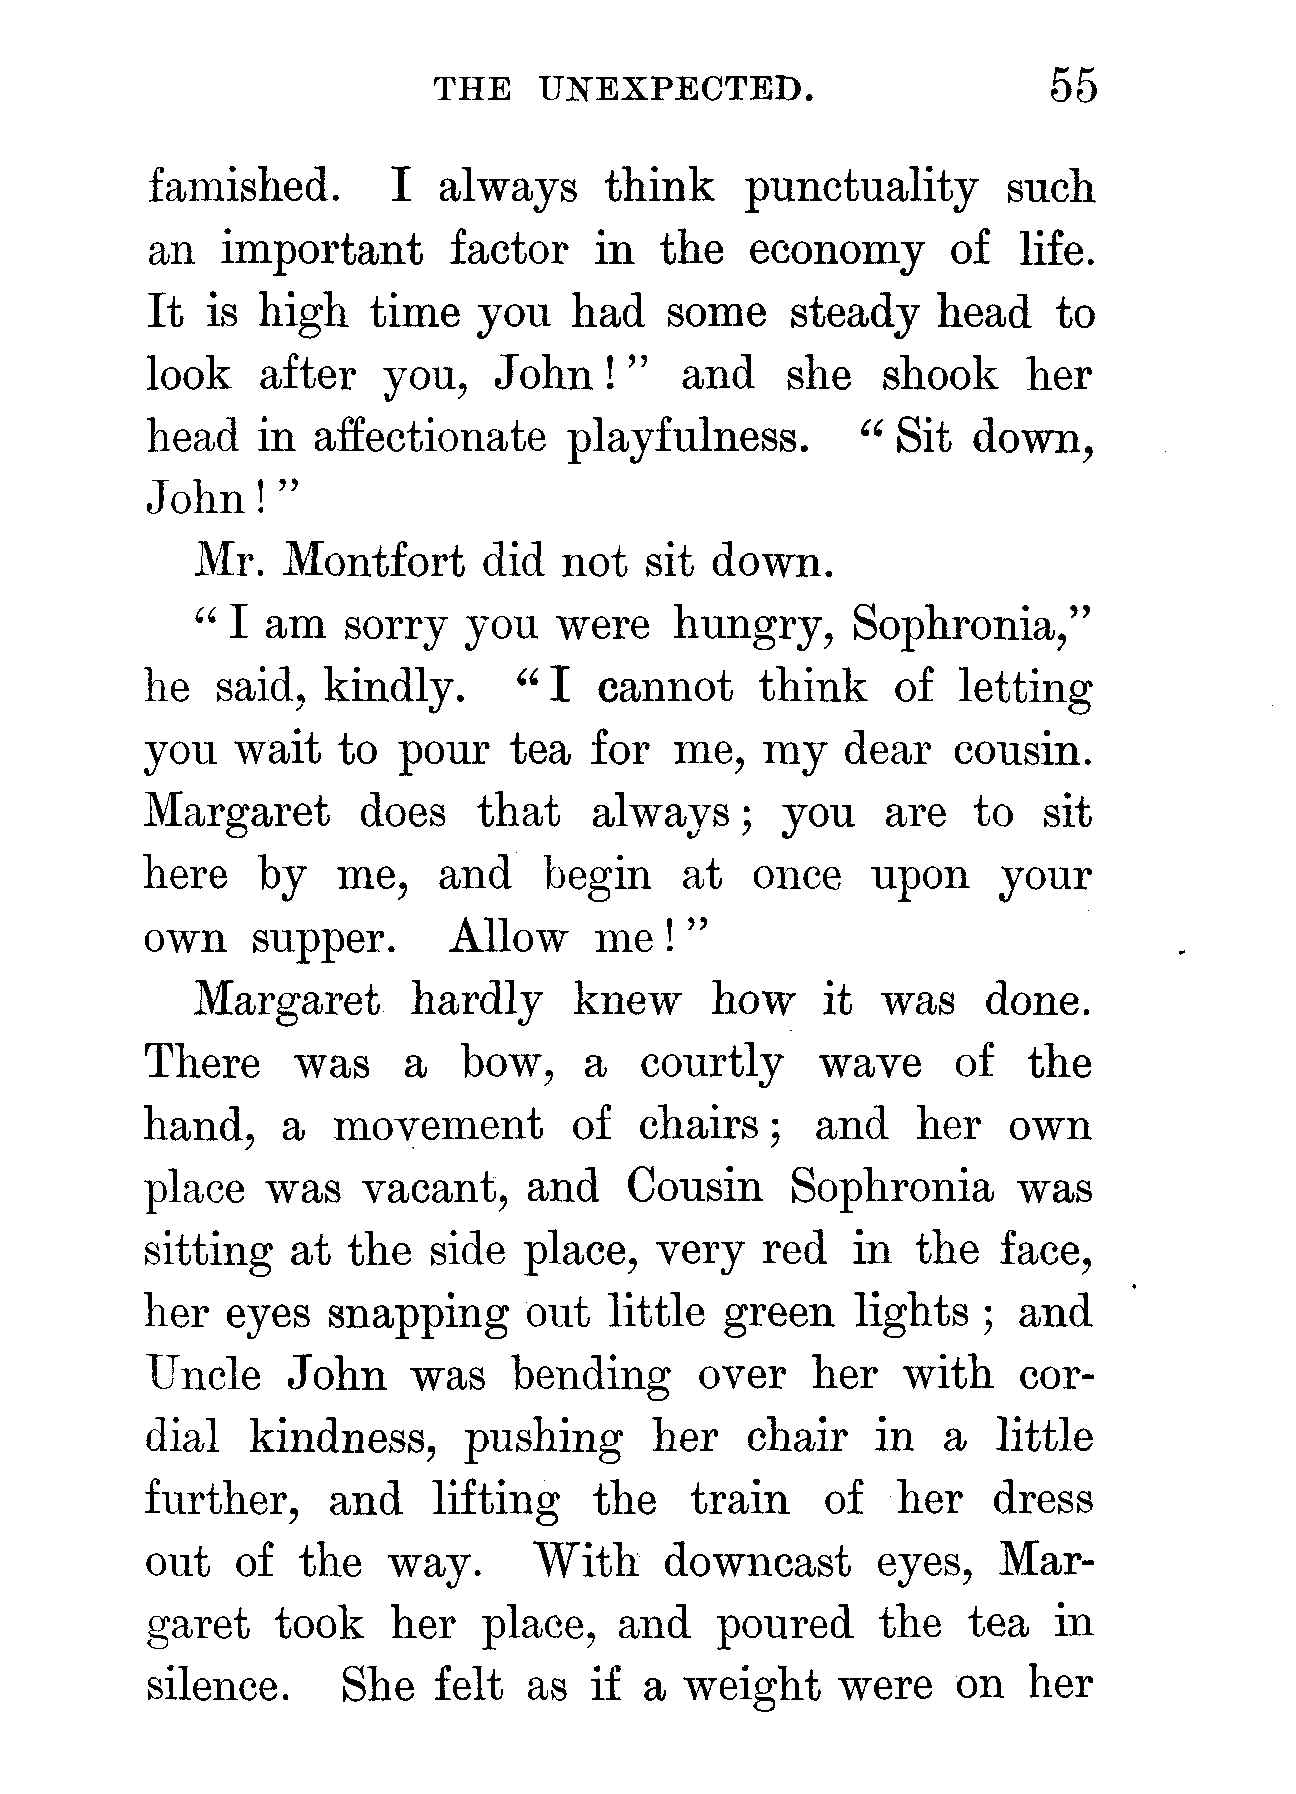 THE UNEXPECTED. 55
famished. I always think punctuality such
an important factor in the economy of life.
It is high time you had some steady head to
look after you, John!" and she shook her
head in affectionate playfulness. "Sit down,
John!"
Mr. Montfort did not sit down.
"I am sorry you were hungry, Sophronia,"
he said, kindly. "I cannot think of letting
you wait to pour tea for me, my dear cousin.
Margaret does that always; you are to sit
here by me, and begin at once upon your
own supper. Allow me!"
Margaret hardly knew how it was done.
There was a bow, a courtly wave of the
hand, a movement of chairs; and her own
place was vacant, and Cousin Sophronia was
sitting at the side place, very red in the face,
her eyes snapping out little green lights; and
Uncle John was bending over her with cor-
dial kindness, pushing her chair in a little
further, and lifting the train of her dress
out of the way. With downcast eyes, Mar-
garet took her place, and poured the tea in
silence. She felt as if a weight were on her